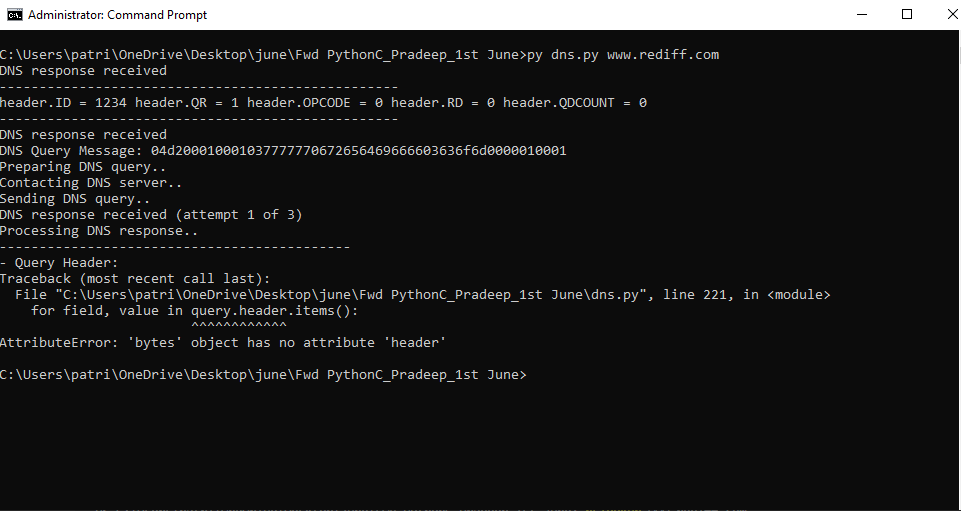 Administrator: Command Prompt
C:\Users\patri\OneDrive\Desktop\june\Fwd PythonC_Pradeep_1st June>py dns.py www.rediff.com
DNS response received
-----------------------------------------------------
header.ID = 1234 header.QR = 1 header.OPCODE = 0 header.RD = 0 header.QDCOUNT = 0
-----------------------------------------------------
DNS response received
DNS Query Message: 04d20001000103777777067265646966660363​6f6d0000010001
Preparing DNS query..
Contacting DNS server..
Sending DNS query..
DNS response received (attempt 1 of 3)
Processing DNS response..
-----------------------------------------------
- Query Header:
Traceback (most recent call last):
  File "C:\Users\patri\OneDrive\Desktop\june\Fwd PythonC_Pradeep_1st June\dns.py", line 221, in <module>
    for field, value in query.header.items():
                         ^^^^^^^^^^^^
AttributeError: 'bytes' object has no attribute 'header'
C:\Users\patri\OneDrive\Desktop\june\Fwd PythonC_Pradeep_1st June>